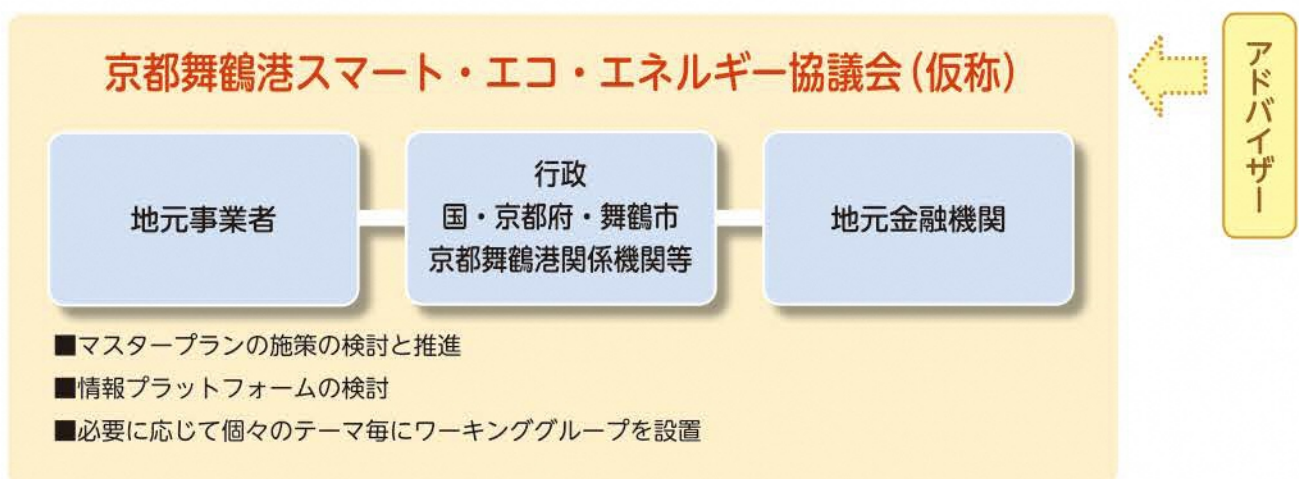 京都舞鶴港スマート・エコ・エネルギー協議会(仮称)
アドバイザー
地元事業者
行政
国・京都府・舞鶴市
京都舞鶴港関係機関等
地元金融機関
■マスタープランの施策の検討と推進
■情報プラットフォームの検討
■必要に応じて個々のテーマ毎にワーキンググループを設置